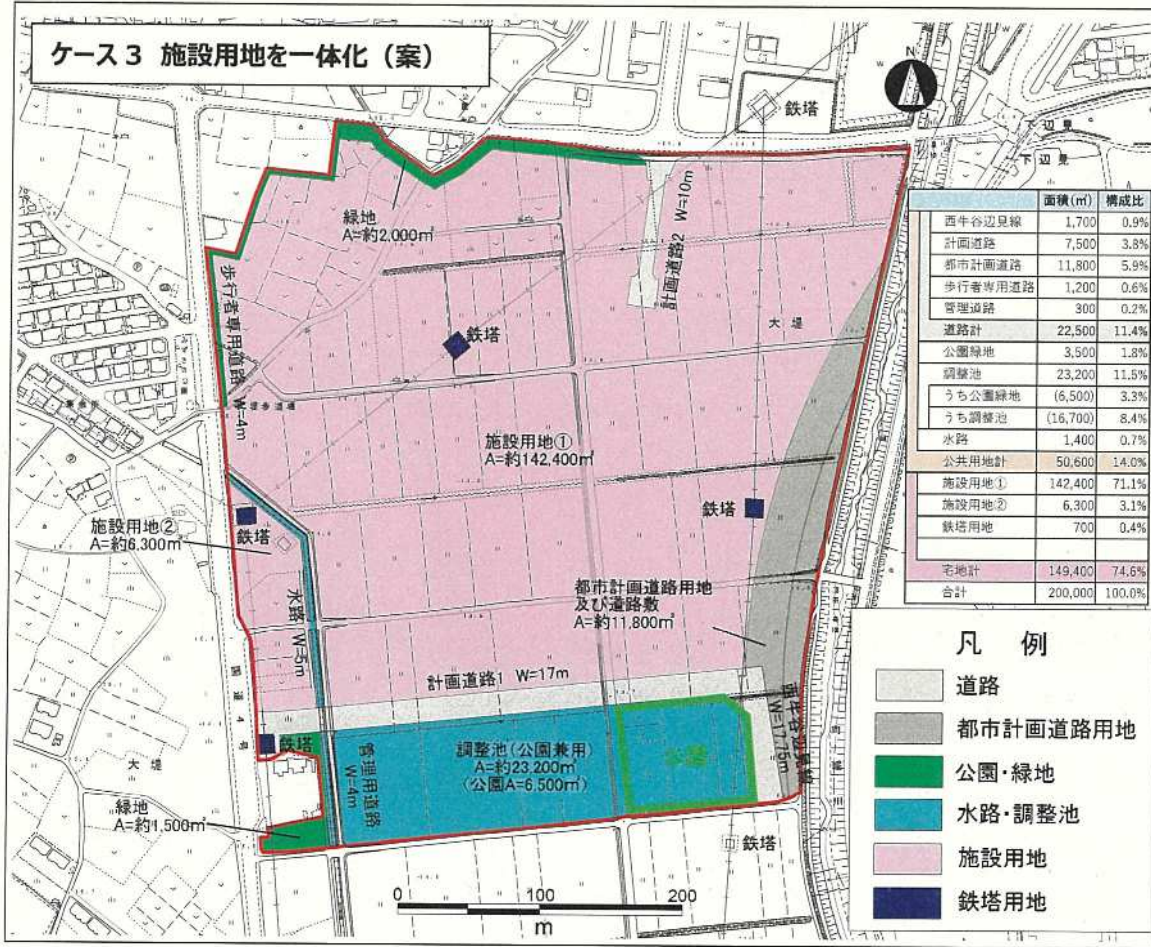 ケース3 施設用地を一体化(案)
N
鉄塔
下辺見
下辺見
緑地
A=約2,000㎡
計画道路2 W=10m
歩行者専用道路 W=4m
鉄塔
大堤
施設用地①
A=約142,400㎡
鉄塔
施設用地②
A=約6,300㎡
鉄塔
水路 W=5m
都市計画道路用地
及び道路敷
A=約11,800㎡
計画道路1 W=17m
西牛谷辺見線
W=17.75m
国道4号
鉄塔
大堤
管理用道路
W=4m
調整池(公園兼用)
A=約23,200㎡
(公園A=6,500㎡)
緑地
A=約1,500㎡
鉄塔
0 100 200
m
面積(㎡) 構成比
西牛谷辺見線 1,700 0.9%
計画道路 7,500 3.8%
都市計画道路 11,800 5.9%
歩行者専用道路 1,200 0.6%
管理道路 300 0.2%
道路計 22,500 11.4%
公園緑地 3,500 1.8%
調整池 23,200 11.5%
うち公園緑地 (6,500) 3.3%
うち調整池 (16,700) 8.4%
水路 1,400 0.7%
公共用地計 50,600 14.0%
施設用地① 142,400 71.1%
施設用地② 6,300 3.1%
鉄塔用地 700 0.4%
宅地計 149,400 74.6%
合計 200,000 100.0%
凡例
道路
都市計画道路用地
公園・緑地
水路・調整池
施設用地
鉄塔用地